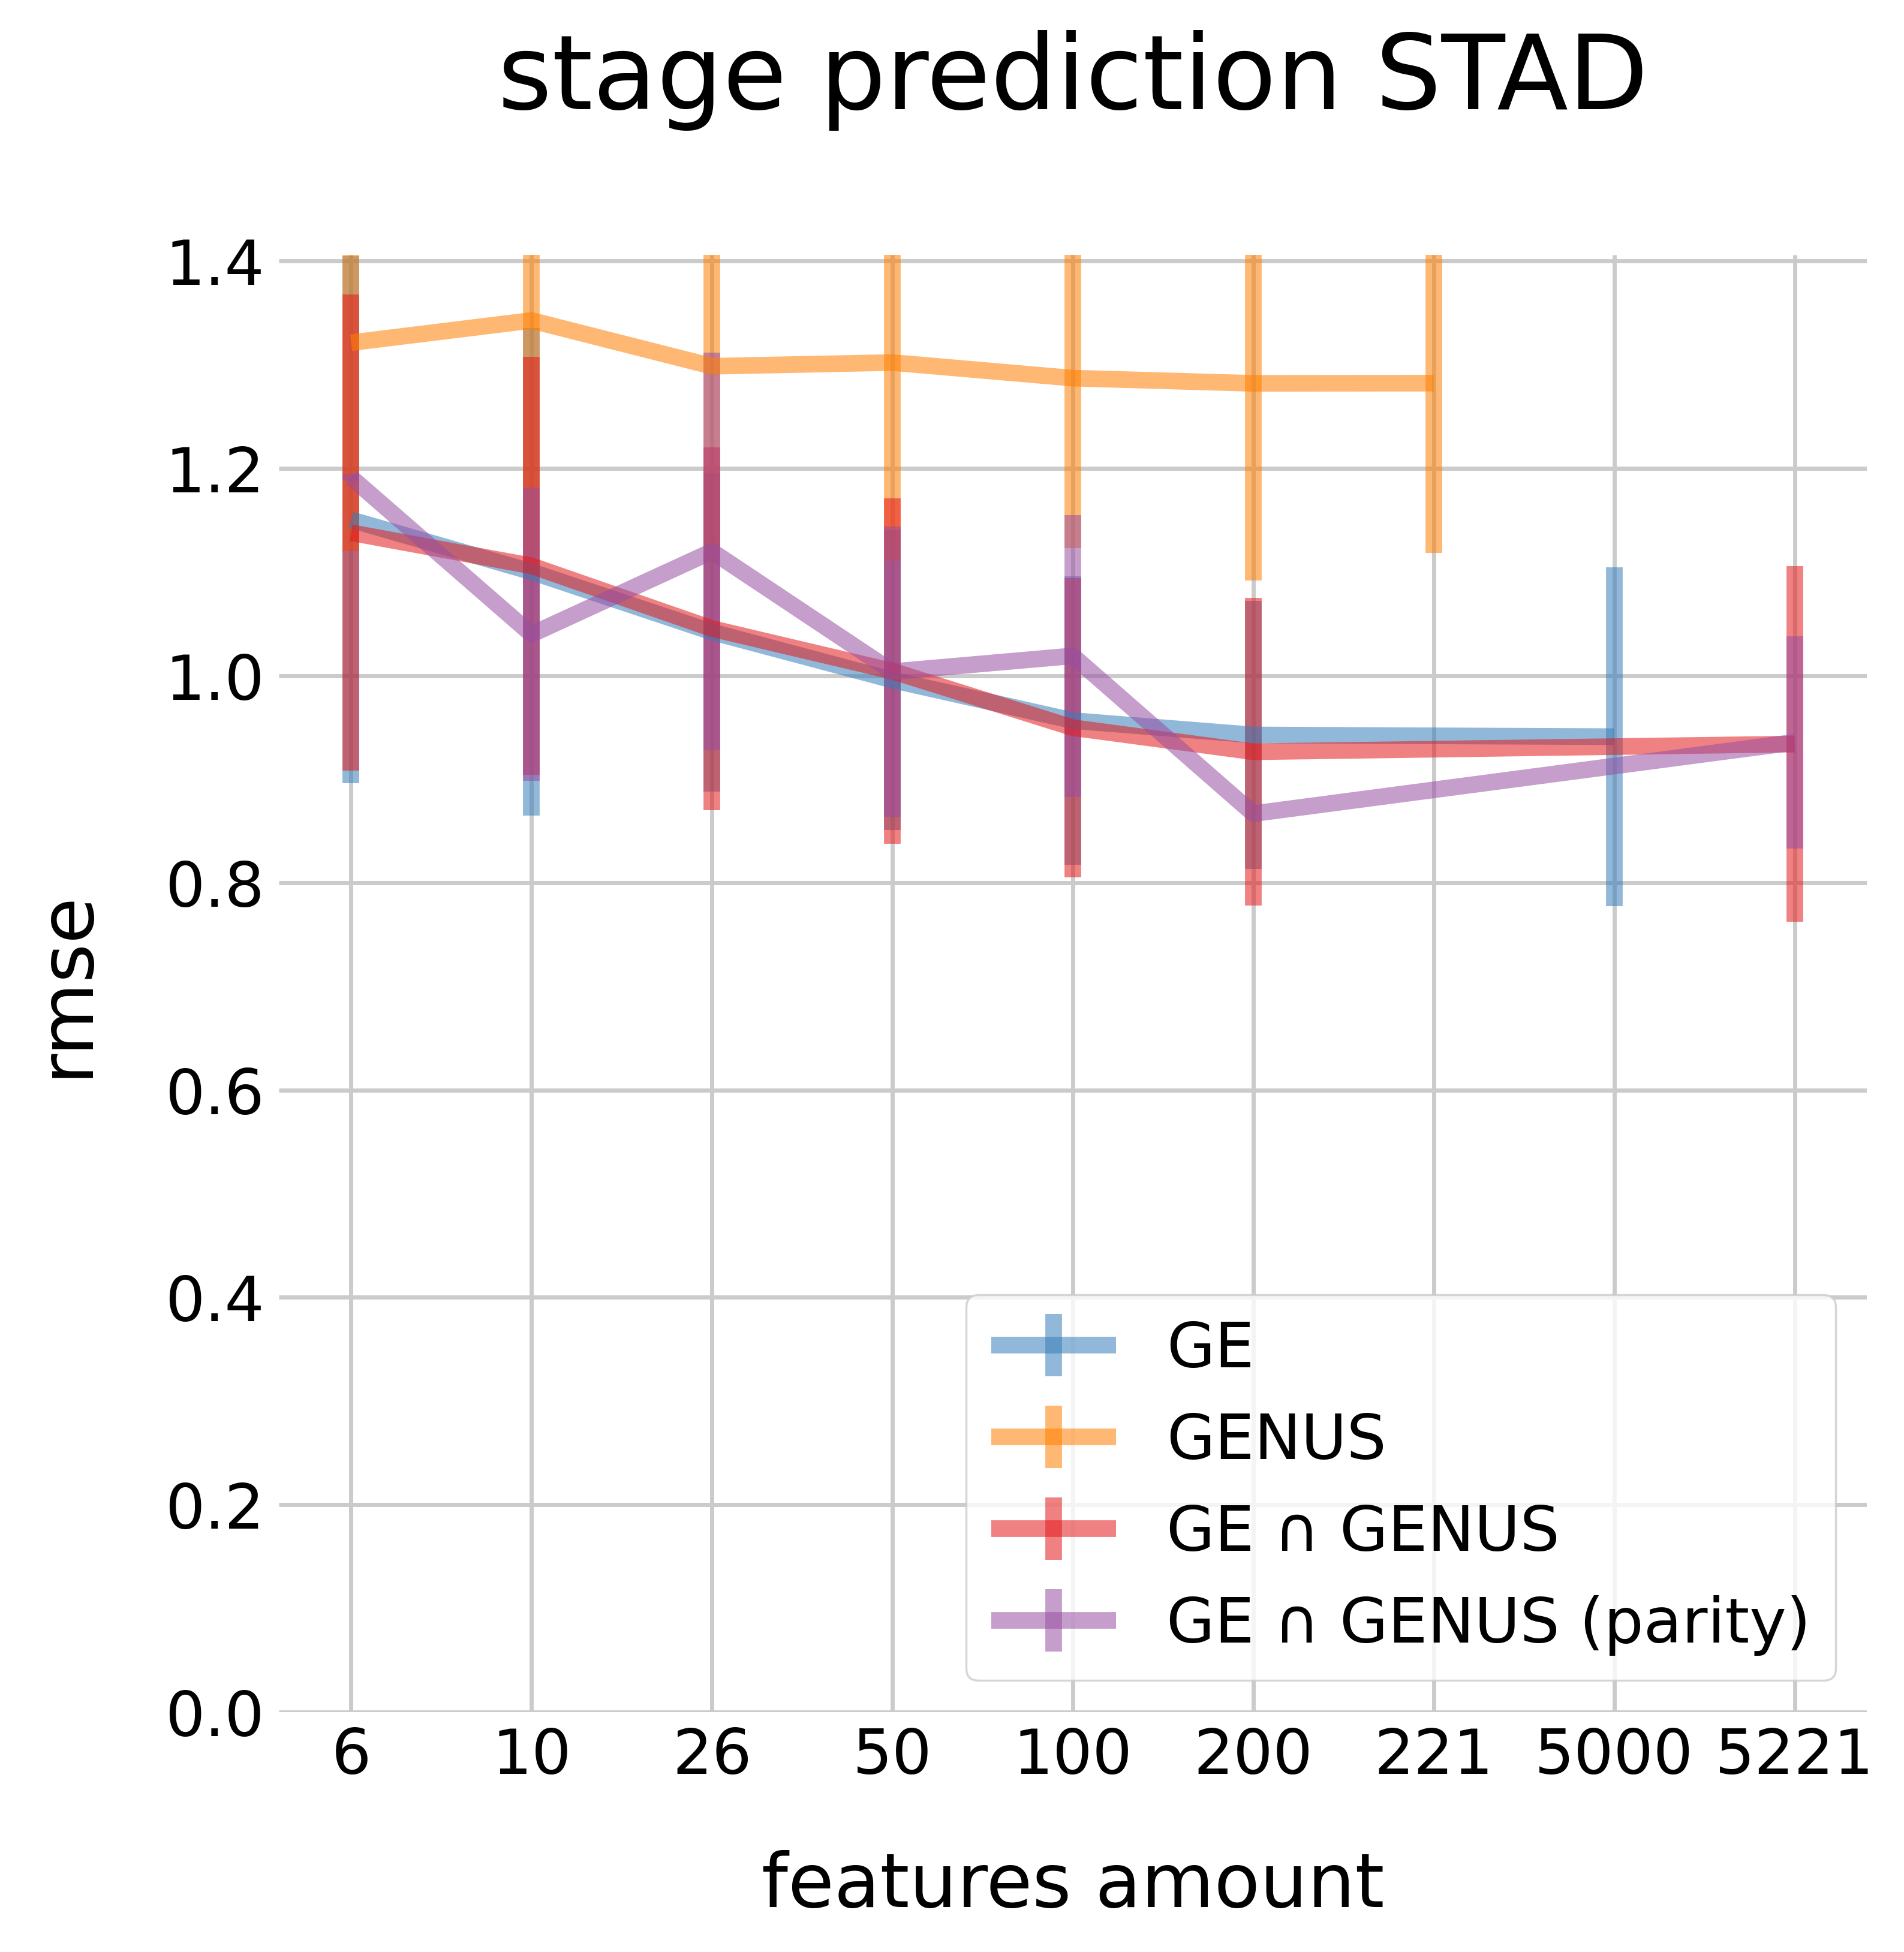 stage prediction STAD
1.4
1.2
1.0
0.8
0.6
0.4
0.2
0.0
rmse
GE
GENUS
GE ∩ GENUS
GE ∩ GENUS (parity)
6 10 26 50 100 200 221 5000 5221
features amount